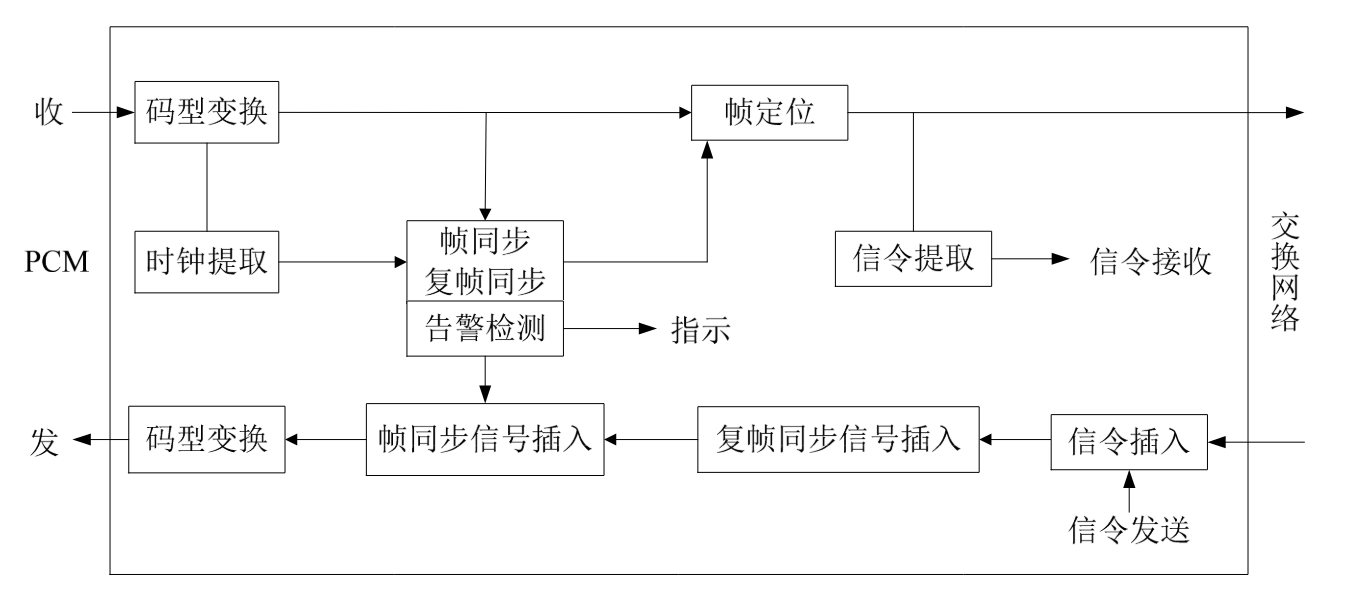 收
码型变换
帧定位
PCM
时钟提取
帧同步
复帧同步
告警检测
指示
信令提取
信令接收
交换网络
发
码型变换
帧同步信号插入
复帧同步信号插入
信令插入
信令发送